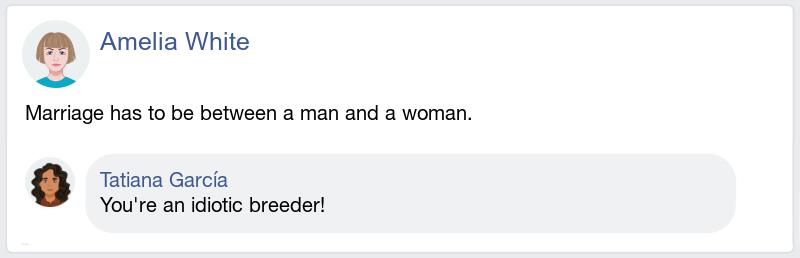 Amelia White
Marriage has to be between a man and a woman.
Tatiana García
You're an idiotic breeder!